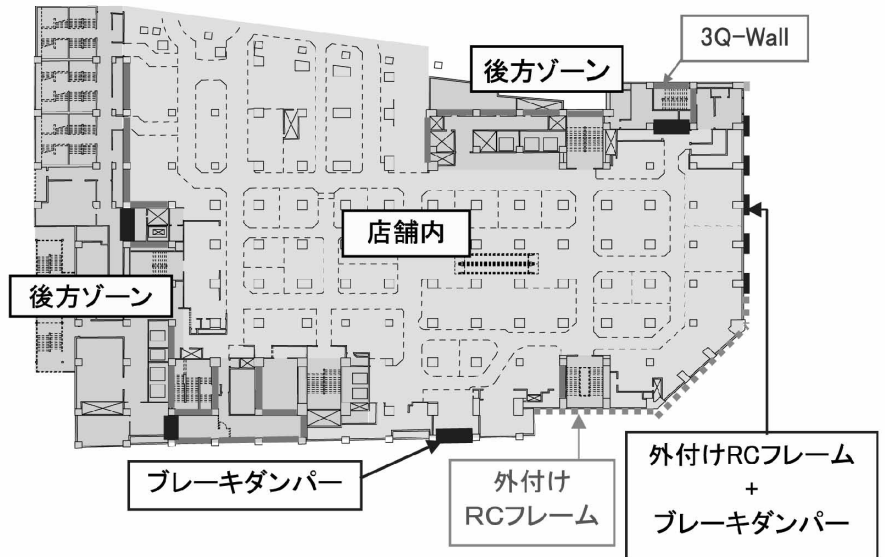 3Q-Wall
後方ゾーン
店舗内
後方ゾーン
ブレーキダンパー
外付け
RCフレーム
外付けRCフレーム
+
ブレーキダンパー